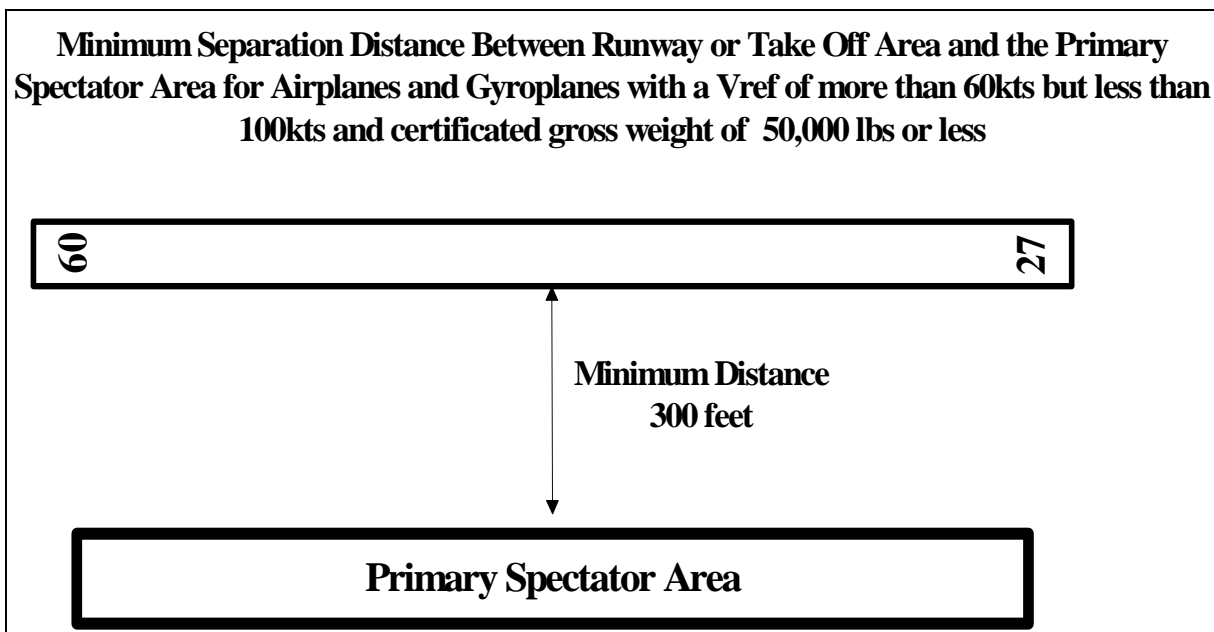 Minimum Separation Distance Between Runway or Take Off Area and the Primary
Spectator Area for Airplanes and Gyroplanes with a Vref of more than 60kts but less than
100kts and certificated gross weight of 50,000 lbs or less
09
27
Minimum Distance
300 feet
Primary Spectator Area